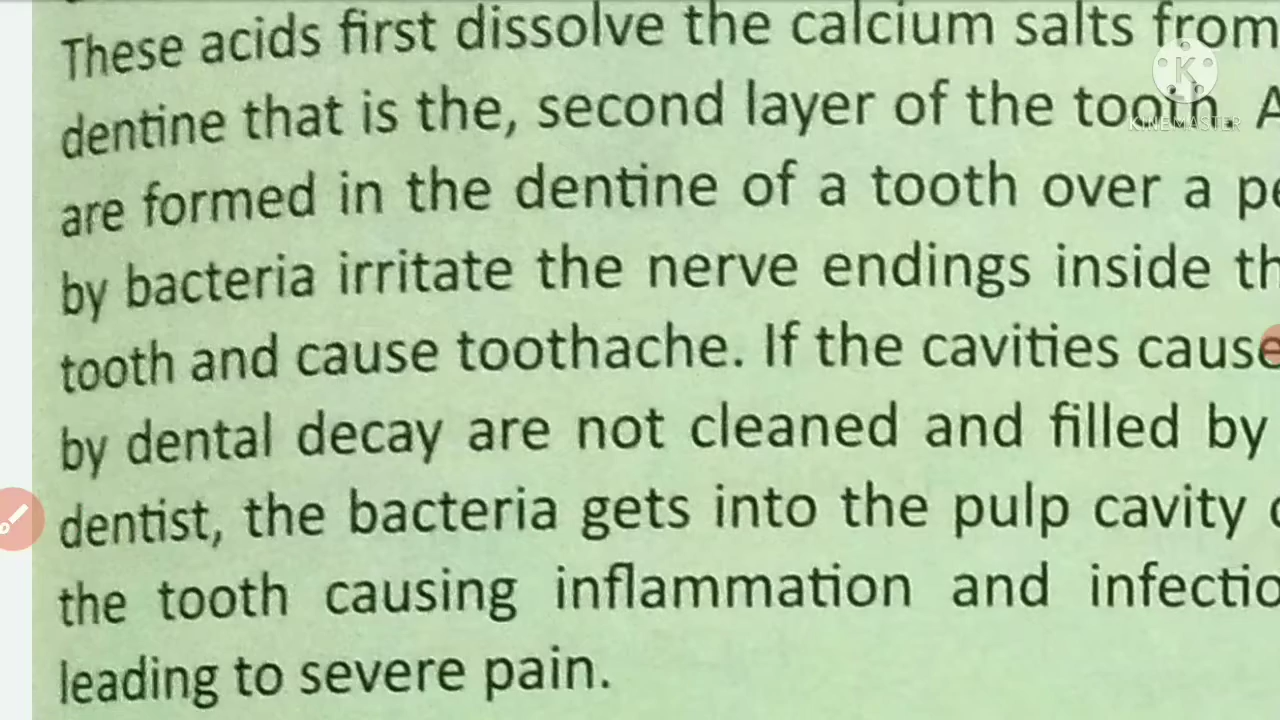 These acids first dissolve the calcium salts from
dentine that is the, second layer of the tooth. A
are formed in the dentine of a tooth over a
by bacteria irritate the nerve endings inside
tooth and cause toothache. If the cavities cause
by dental decay are not cleaned and filled by
dentist, the bacteria gets into the pulp cavity
the tooth causing inflammation and infectio
leading to severe pain.
KINEMASTER